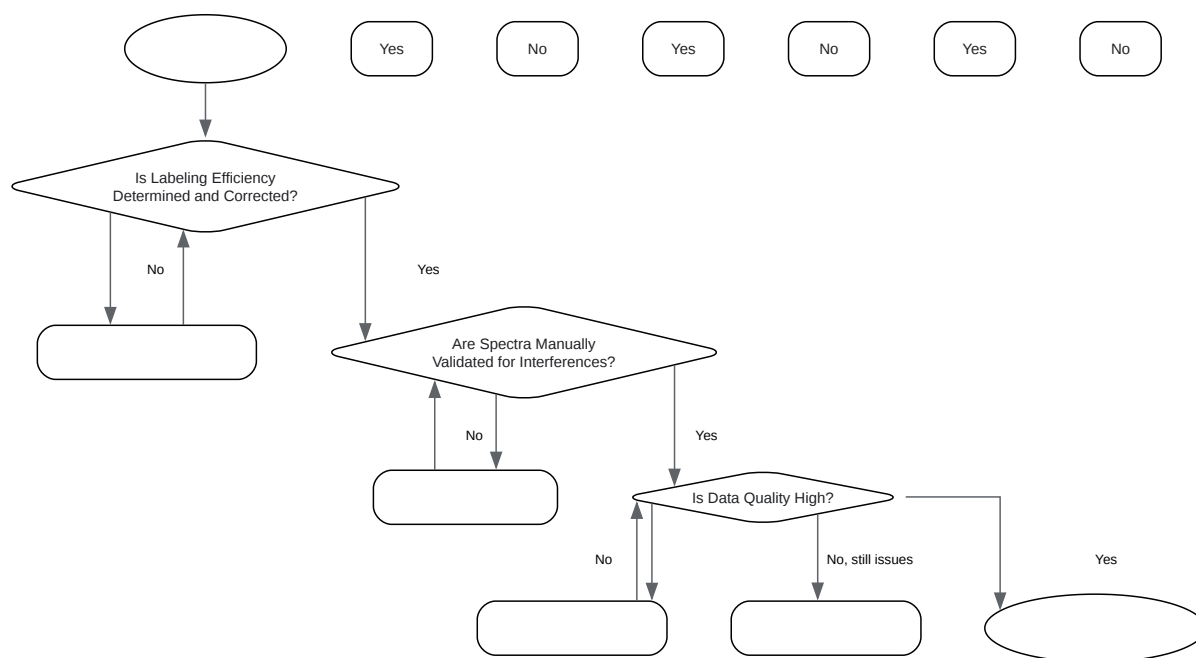 Yes
No
Yes
No
Yes
No
Is Labeling Efficiency
Determined and Corrected?
No
Yes
Are Spectra Manually
Validated for Interferences?
No
Yes
Is Data Quality High?
No
No, still issues
Yes